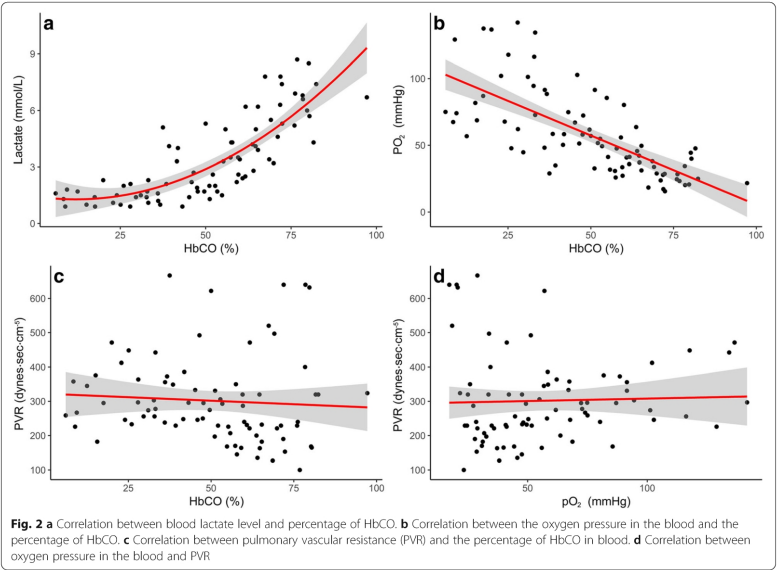 a
Lactate (mmol/L)
9
6
3
0
25 50 75 100
HbCO (%)
b
PO2 (mmHg)
100
50
0
25 50 75 100
HbCO (%)
c
PVR (dynes·sec·cm-5)
600
500
400
300
200
100
25 50 75 100
HbCO (%)
d
PVR (dynes·sec·cm-5)
600
500
400
300
200
100
50 100
pO2 (mmHg)
Fig. 2 a Correlation between blood lactate level and percentage of HbCO. b Correlation between the oxygen pressure in the blood and the
percentage of HbCO. c Correlation between pulmonary vascular resistance (PVR) and the percentage of HbCO in blood. d Correlation between
oxygen pressure in the blood and PVR